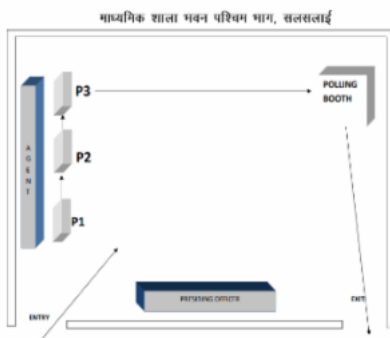 माध्यमिक शाला भवन पश्चिम भाग, सलसलाई
P3
POLLING
BOOTH
AGENT
P2
P1
PRESIDING OFFICER
ENTRY
EXIT